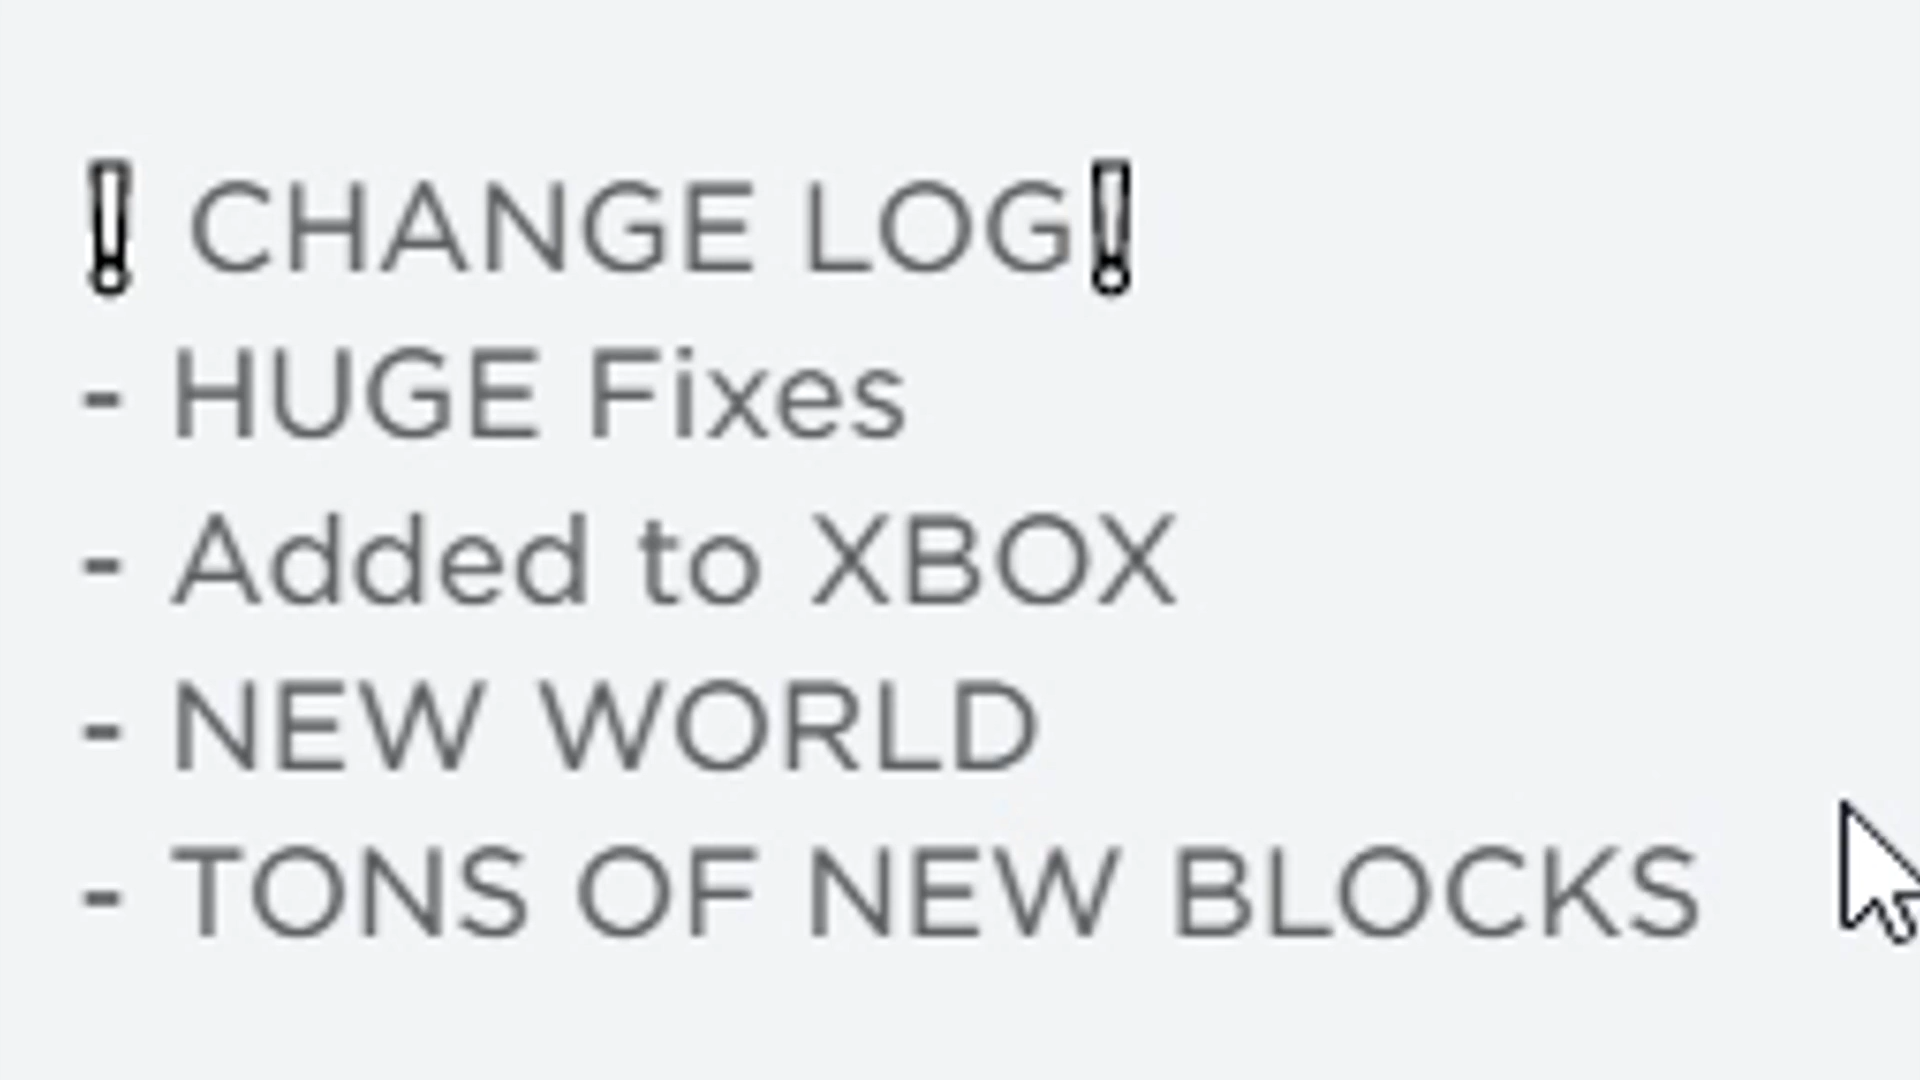 ❕ CHANGE LOG❕
- HUGE Fixes
- Added to XBOX
- NEW WORLD
- TONS OF NEW BLOCKS